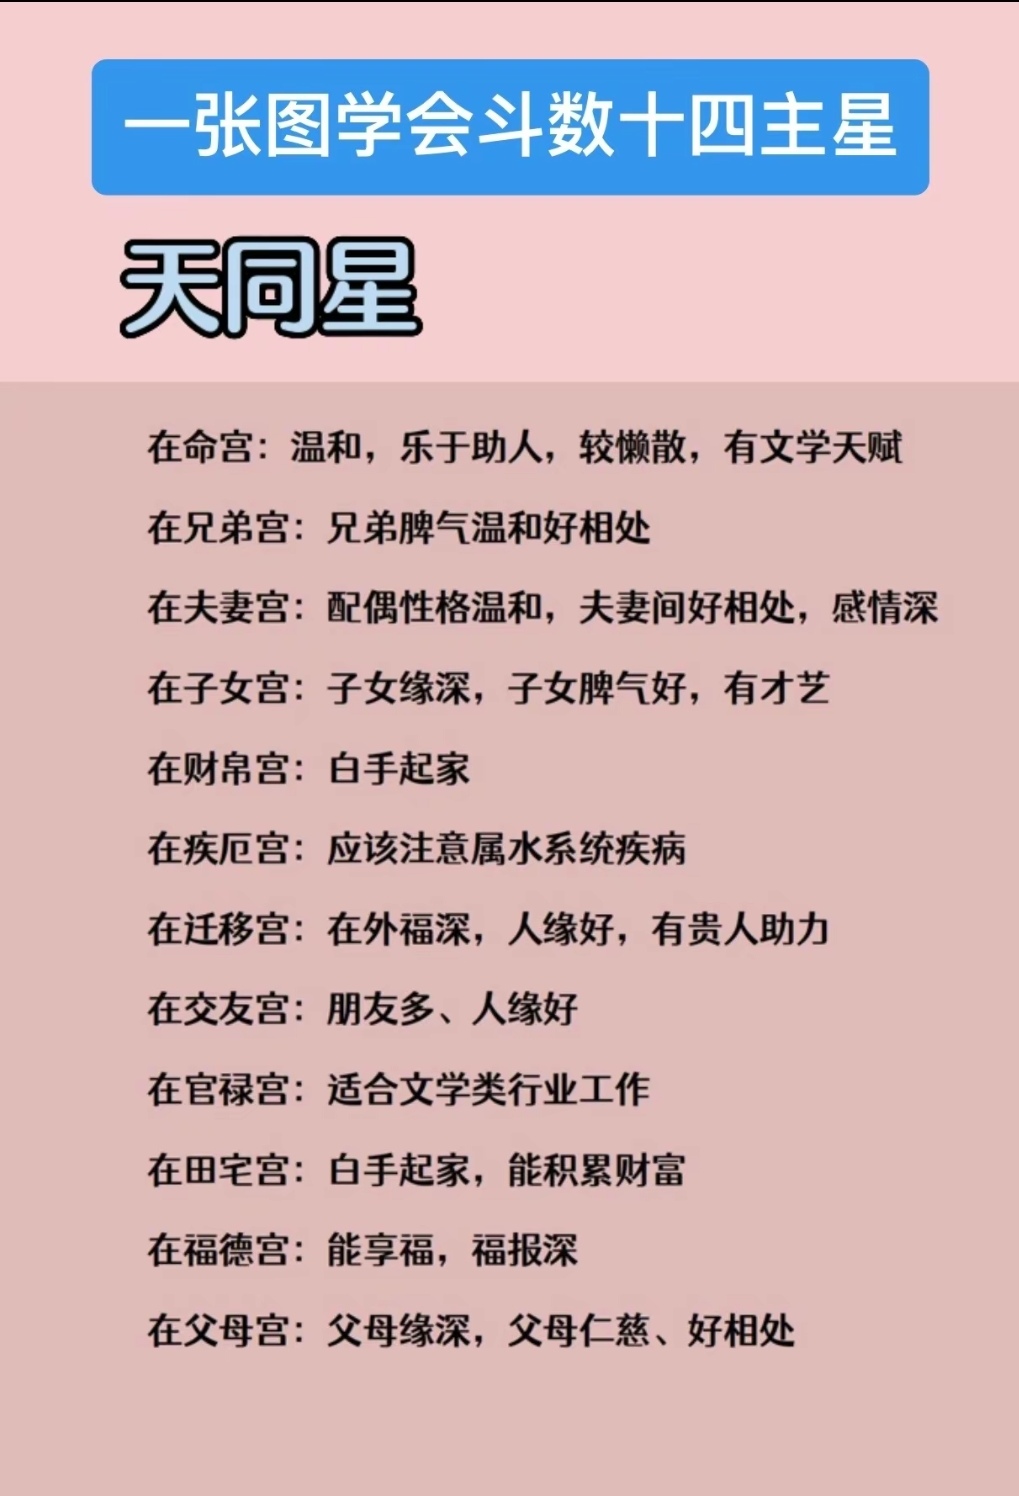 一张图学会斗数十四主星
天同星
在命宫：温和，乐于助人，较懒散，有文学天赋
在兄弟宫：兄弟脾气温和好相处
在夫妻宫：配偶性格温和，夫妻间好相处，感情深
在子女宫：子女缘深，子女脾气好，有才艺
在财帛宫：白手起家
在疾厄宫：应该注意属水系统疾病
在迁移宫：在外福深，人缘好，有贵人助力
在交友宫：朋友多、人缘好
在官禄宫：适合文学类行业工作
在田宅宫：白手起家，能积累财富
在福德宫：能享福，福报深
在父母宫：父母缘深，父母仁慈、好相处